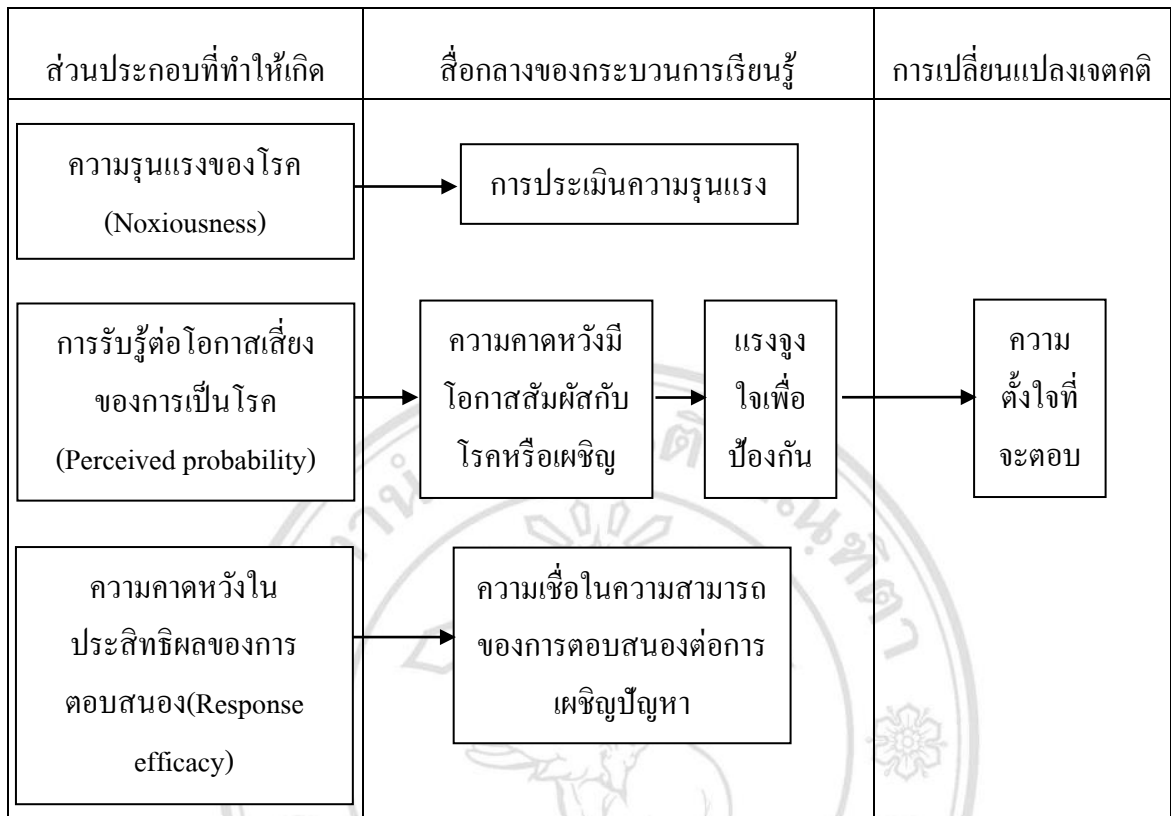 ส่วนประกอบที่ทำให้เกิด
สื่อกลางของกระบวนการเรียนรู้
การเปลี่ยนแปลงเจตคติ
ความรุนแรงของโรค
(Noxiousness)
การประเมินความรุนแรง
การรับรู้ต่อโอกาสเสี่ยง
ของการเป็นโรค
(Perceived probability)
ความคาดหวังมี
โอกาสสัมผัสกับ
โรคหรือเผชิญ
แรงจูง
ใจเพื่อ
ป้องกัน
ความ
ตั้งใจที่
จะตอบ
ความคาดหวังใน
ประสิทธิผลของการ
ตอบสนอง(Response
efficacy)
ความเชื่อในความสามารถ
ของการตอบสนองต่อการ
เผชิญปัญหา